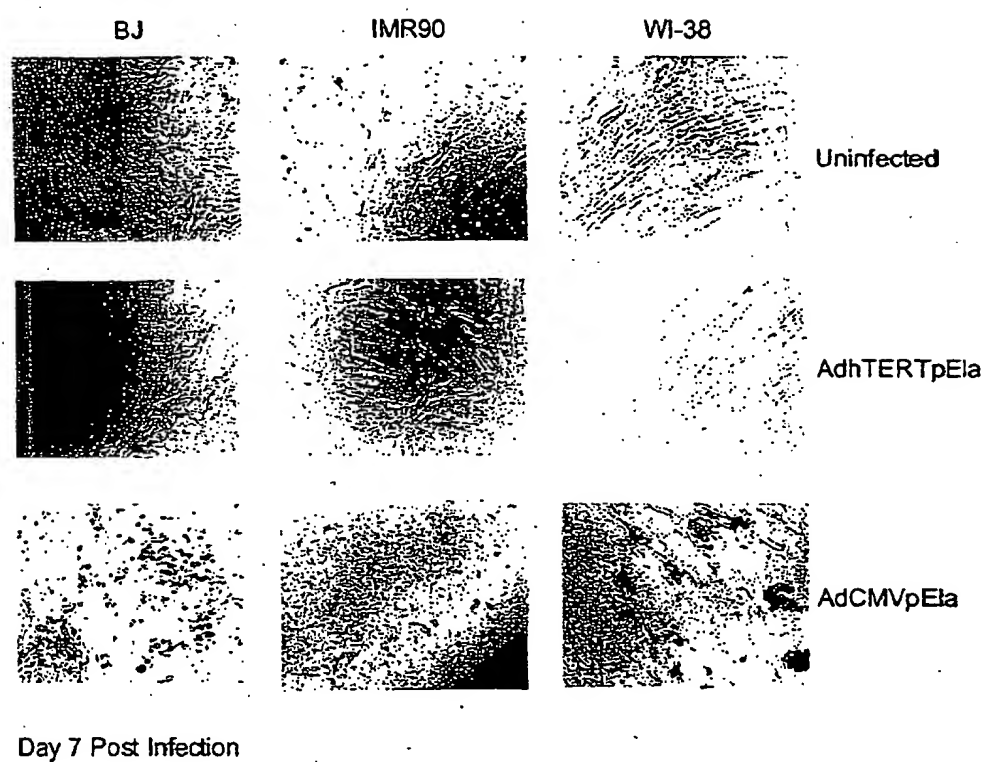 BJ
IMR90
WI-38
Uninfected
AdhTERTpEla
AdCMVpEla
Day 7 Post Infection